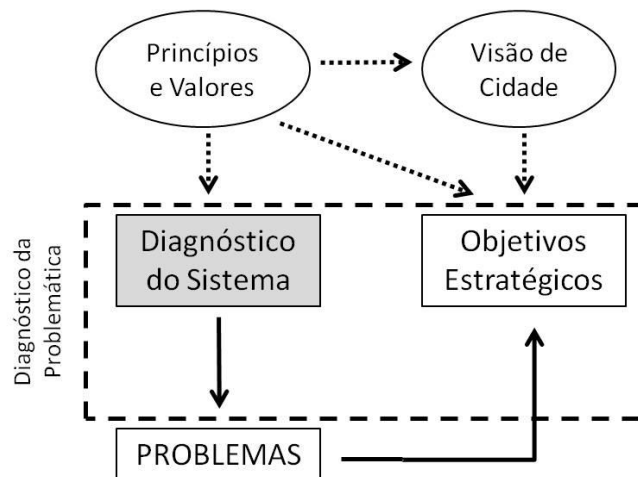 Princípios
e Valores
Visão de
Cidade
Diagnóstico
do Sistema
Objetivos
Estratégicos
Diagnóstico da
Problemática
PROBLEMAS